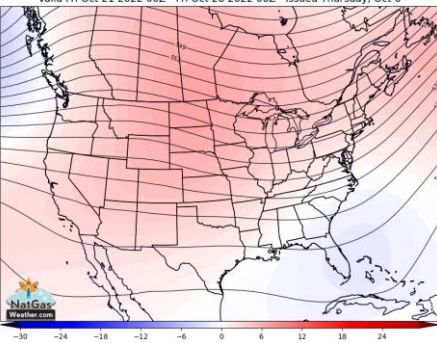 Valid Fri Oct 21 2022 00Z - Fri Oct 28 2022 00Z Issued Thursday, Oct 6
NatGas
Weather.com
−30 −24 −18 −12 −6 0 6 12 18 24